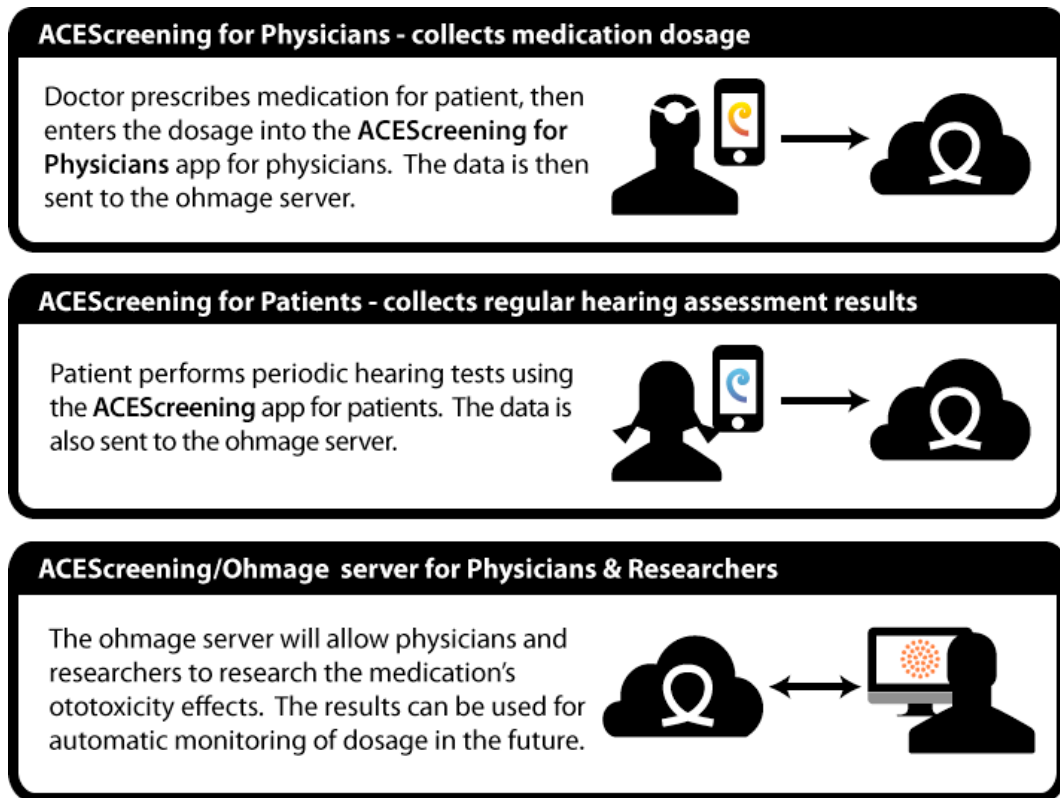 ACEScreening for Physicians - collects medication dosage
Doctor prescribes medication for patient, then
enters the dosage into the ACEScreening for
Physicians app for physicians. The data is then
sent to the ohmage server.
ACEScreening for Patients - collects regular hearing assessment results
Patient performs periodic hearing tests using
the ACEScreening app for patients. The data is
also sent to the ohmage server.
ACEScreening/Ohmage server for Physicians & Researchers
The ohmage server will allow physicians and
researchers to research the medication's
ototoxicity effects. The results can be used for
automatic monitoring of dosage in the future.